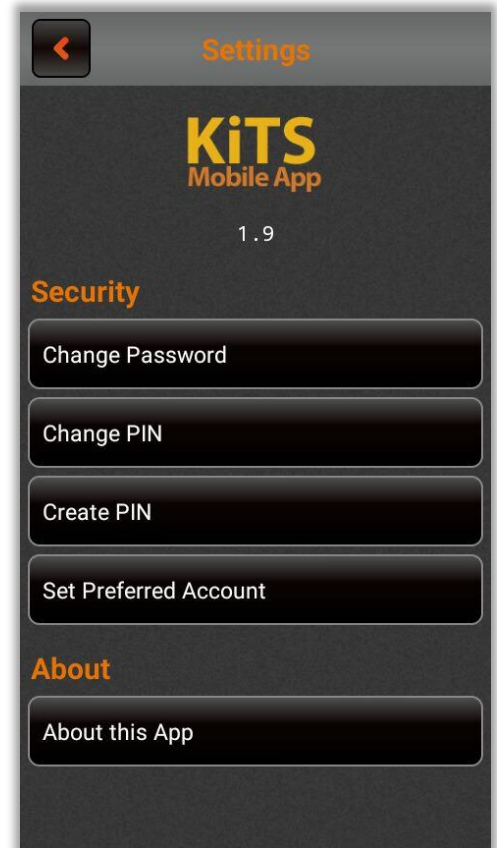 Settings
KiTS
Mobile App
1.9
Security
Change Password
Change PIN
Create PIN
Set Preferred Account
About
About this App